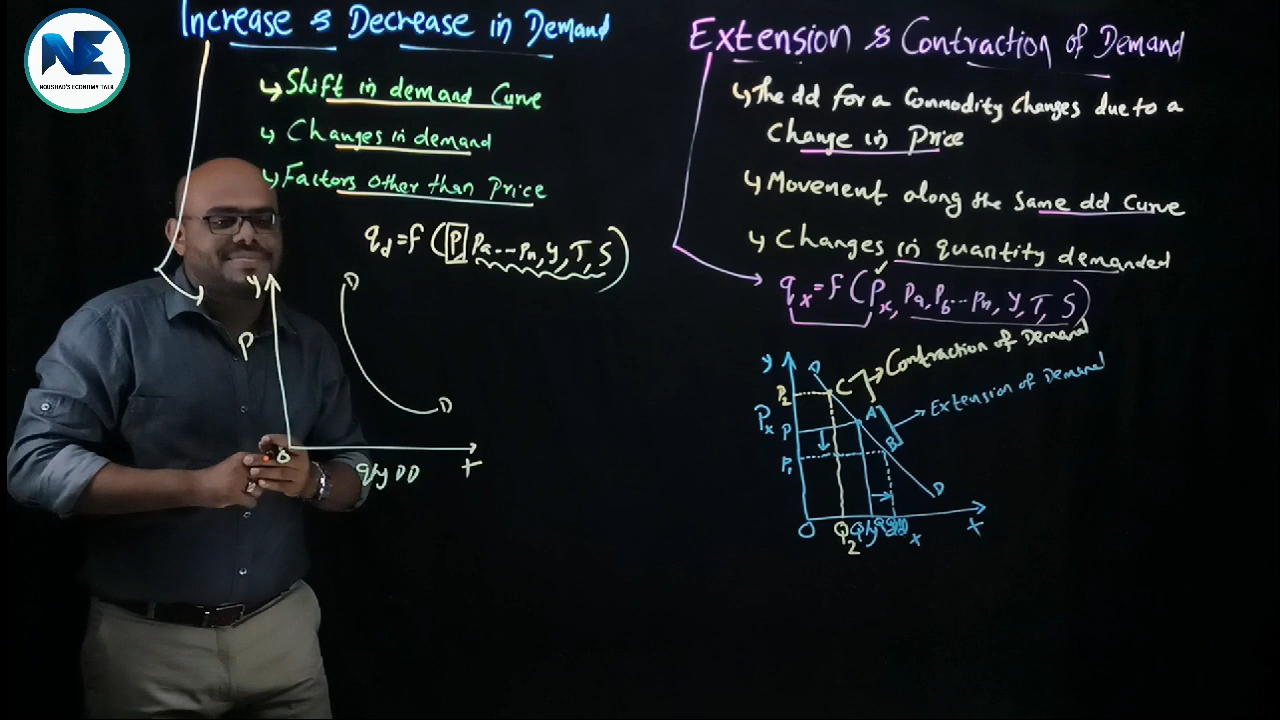 NE
NOUSHAD'S ECONOMY TALK
Increase & Decrease in Demand
↳ Shift in demand Curve
↳ Changes in demand
↳ Factors other than Price
qd = f (P, Pa...Pn, Y, T, S)
Y
P
D
D
O
qty DD
X
Extension & Contraction of Demand
↳ The dd for a Commodity Changes due to a
Change in Price
↳ Movement along the Same dd Curve
↳ Changes in quantity demanded
qx = f (Px, Pa, Pb...Pn, Y, T, S)
Y
D
C
Contraction of Demand
P2
A
Extension of Demand
Px
P
B
P1
D
O
Q2
X